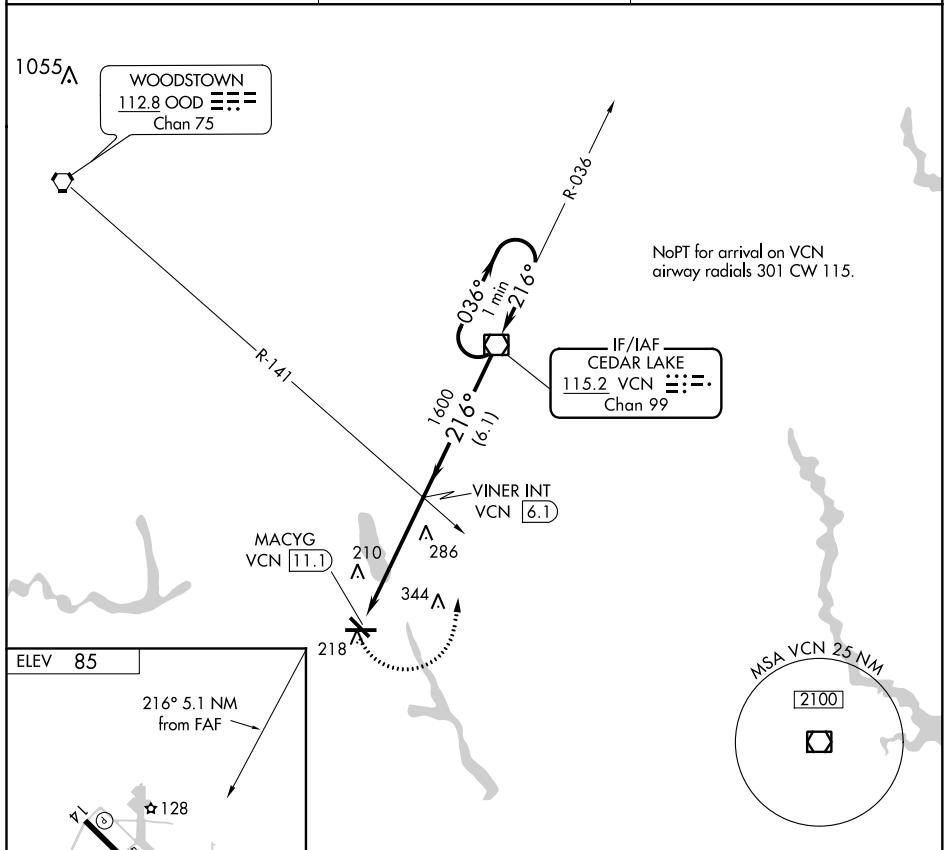 1055
WOODSTOWN
112.8 OOD
Chan 75
R-036
NoPT for arrival on VCN
airway radials 301 CW 115.
036°
1 min
216°
IF/IAF
CEDAR LAKE
115.2 VCN
Chan 99
R-141
1600
216°
(6.1)
VINER INT
VCN 6.1
MACYG
VCN 11.1
210
286
344
218
ELEV 85
216° 5.1 NM
from FAF
MSA VCN 25 NM
2100
128
14
P